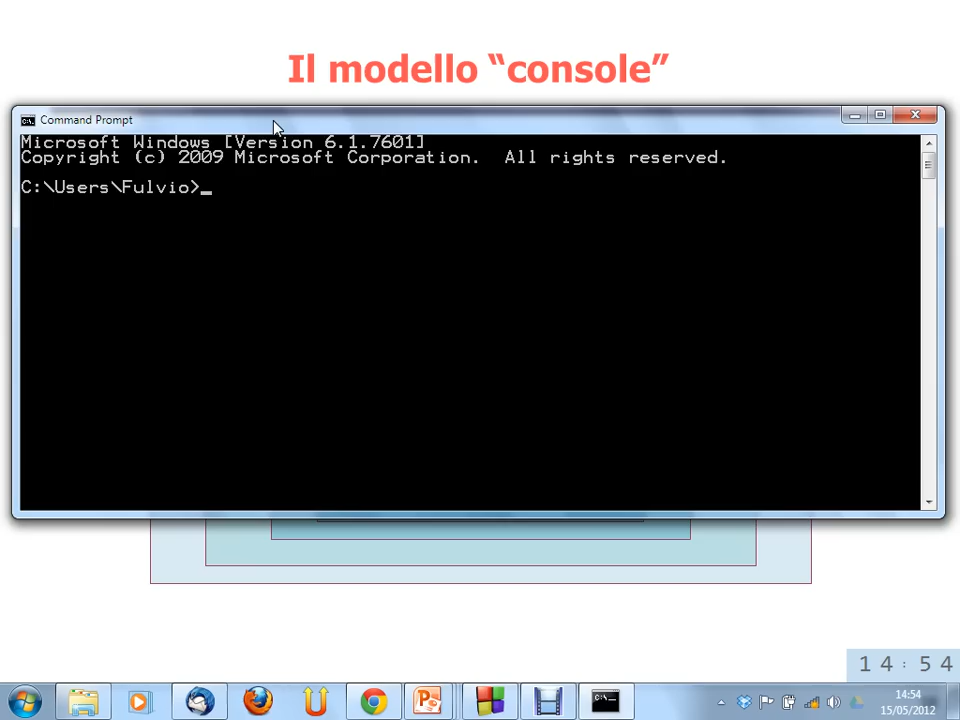 Il modello “console”
Command Prompt
Microsoft Windows [Version 6.1.7601]
Copyright (c) 2009 Microsoft Corporation.  All rights reserved.
C:\Users\Fulvio>_
14:54
14:54
15/05/2012